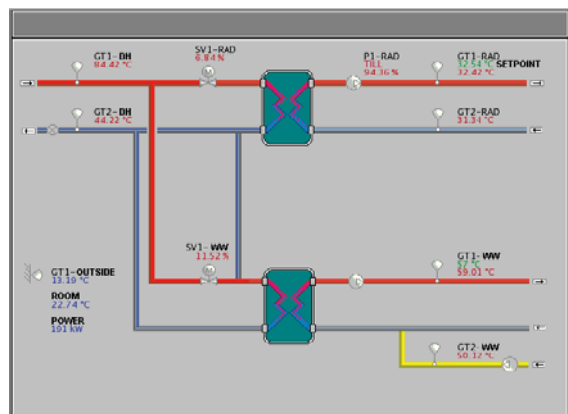 GT1-DH
84.42 °C
SV1-RAD
6.84 %
P1-RAD
TILL
94.36 %
GT1-RAD
32.54 °C SETPOINT
32.42 °C
GT2-DH
44.22 °C
GT2-RAD
31.34 °C
SV1-WW
11.52 %
GT1-WW
57 °C
59.01 °C
GT1-OUTSIDE
13.19 °C
ROOM
22.74 °C
POWER
191 kW
GT2-WW
50.12 °C